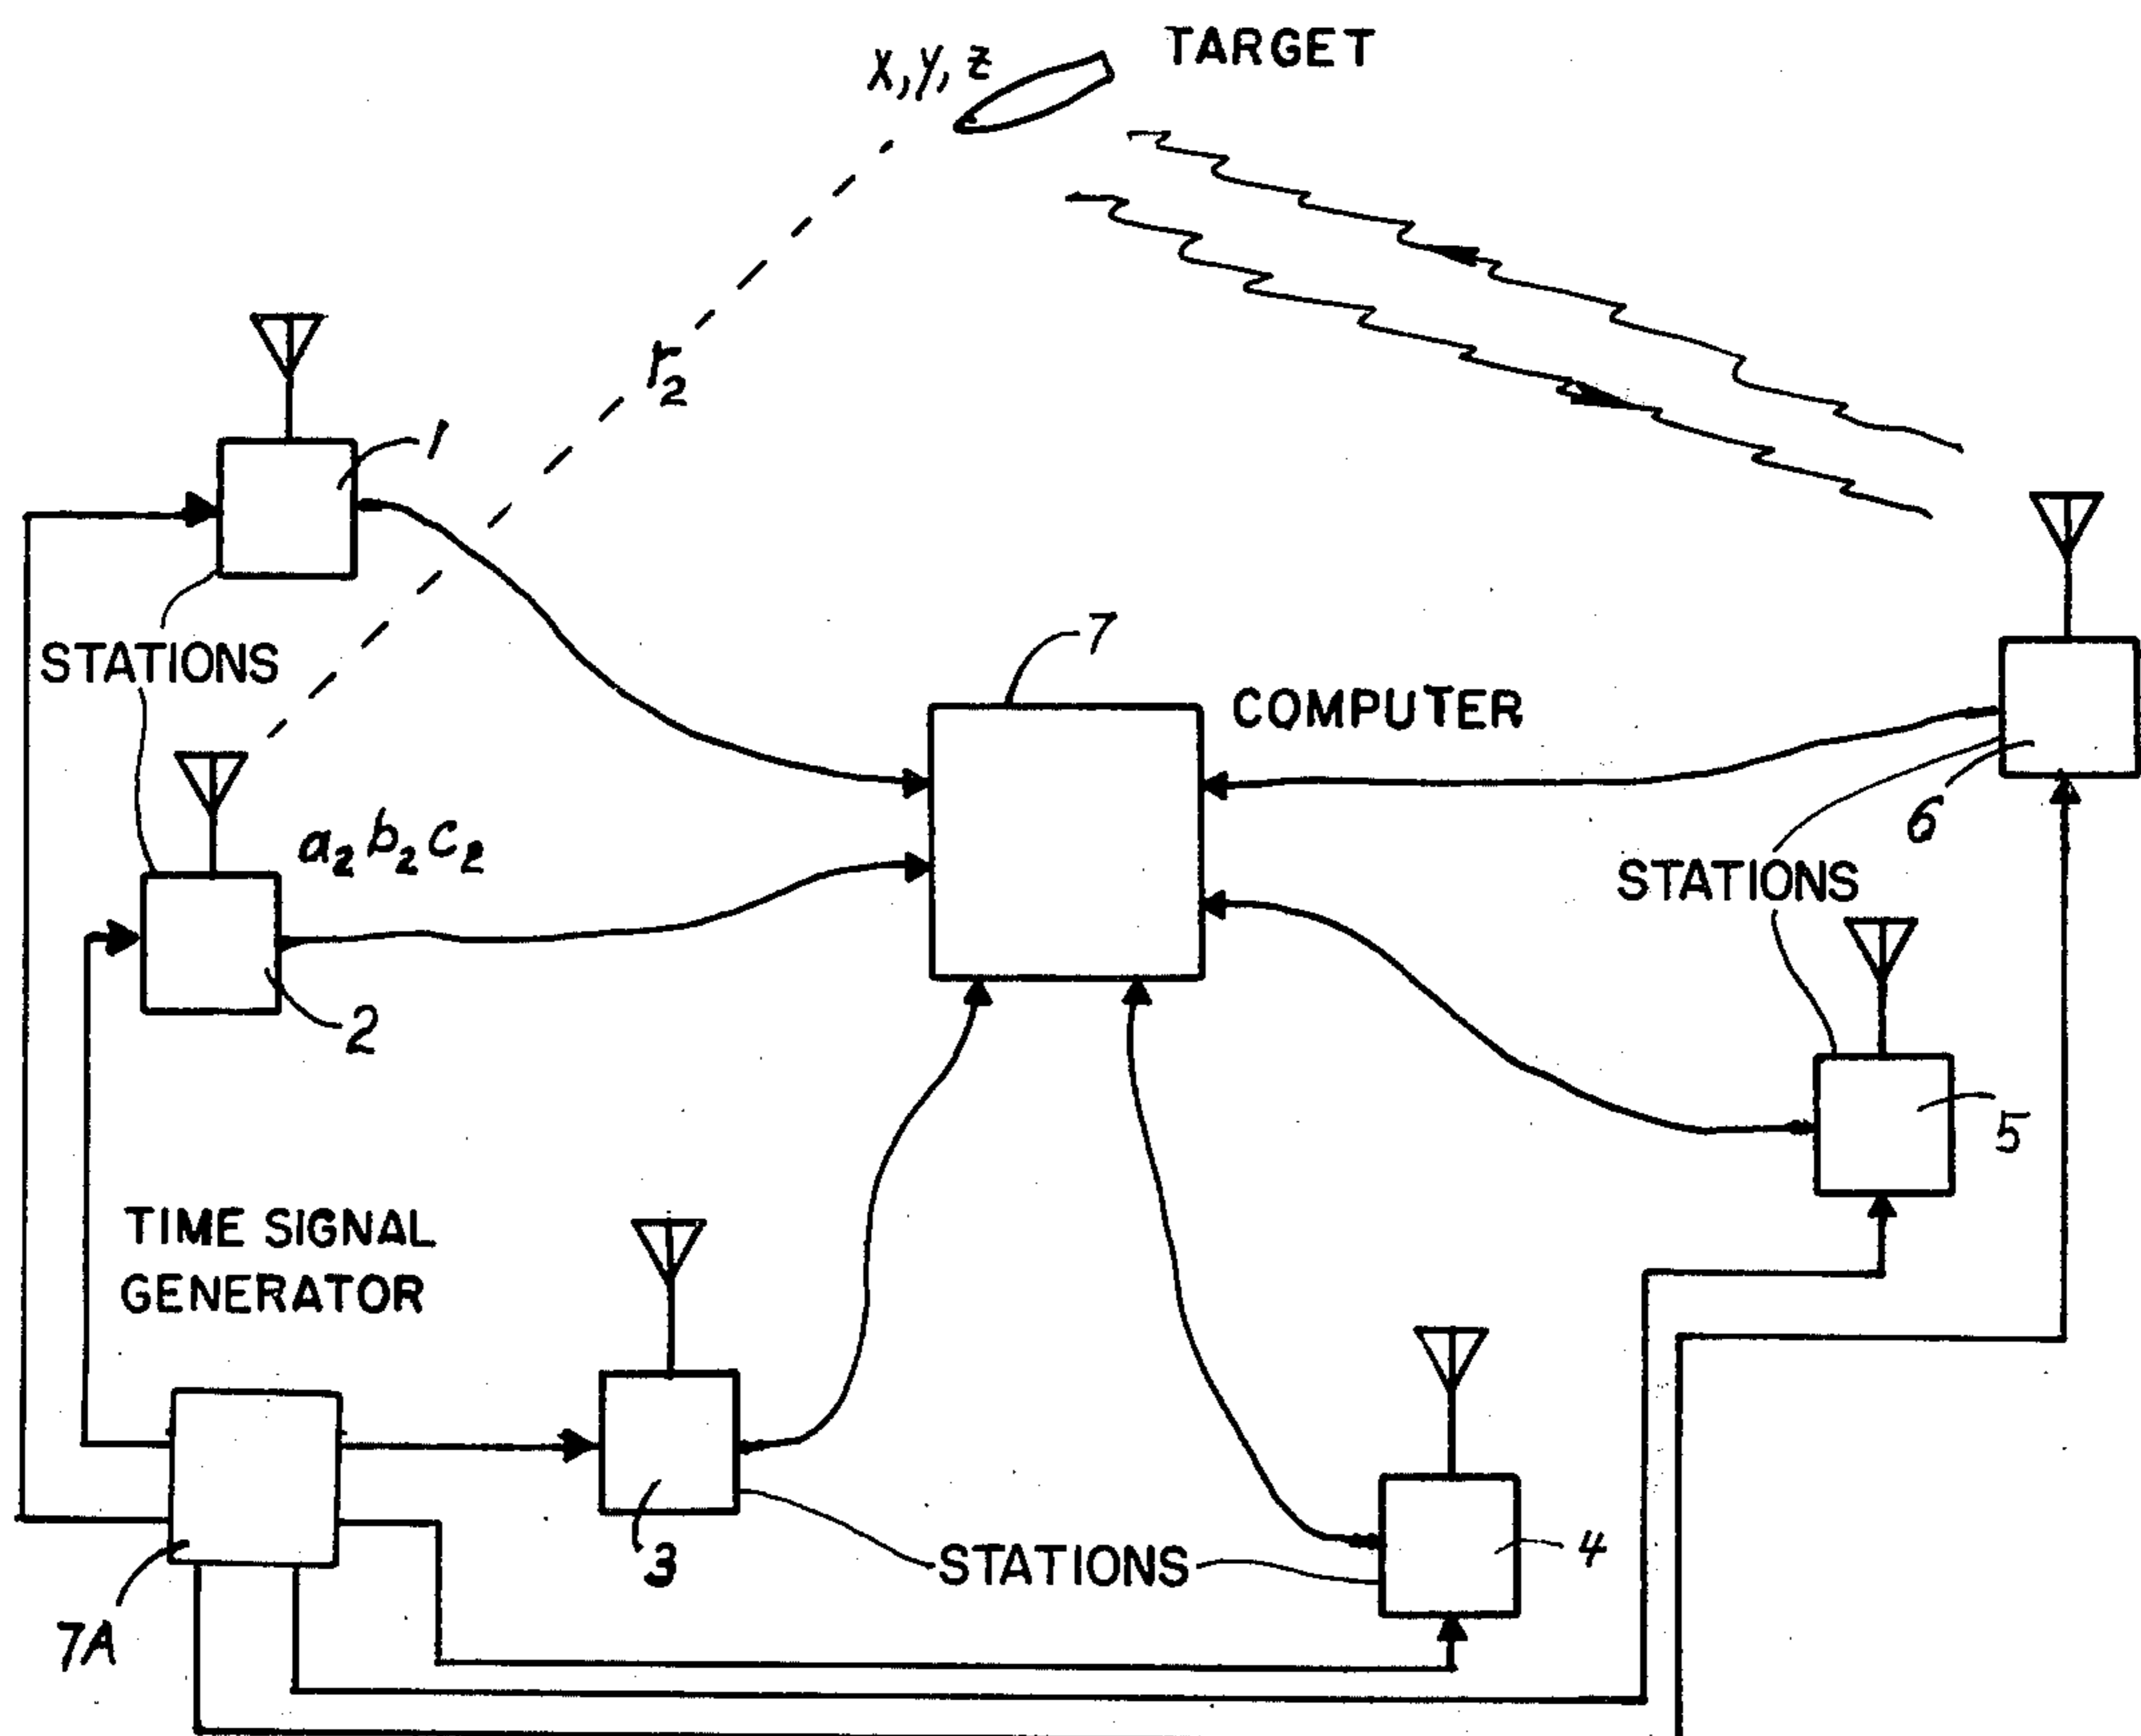 TARGET
x, y, z
r₂
1
STATIONS
7
COMPUTER
a₂ b₂ c₂
6
STATIONS
2
5
TIME SIGNAL
GENERATOR
3
STATIONS
4
7A